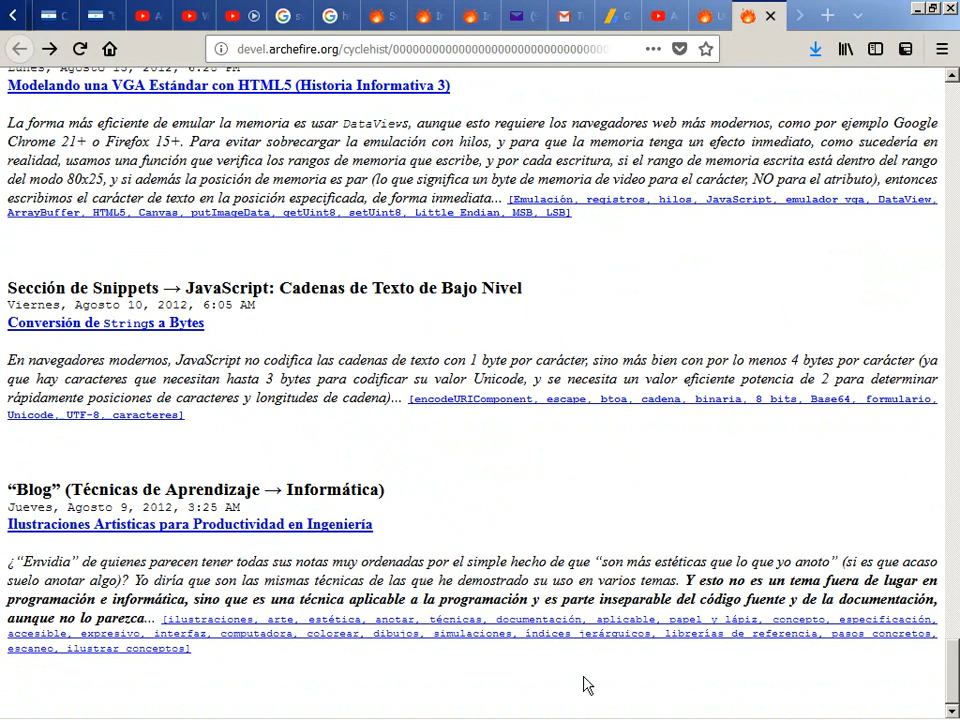 C
"E
A
W
s
h
S
Ir
In
(9
T
G
A
U
devel.archefire.org/cyclehist/00000000000000000000000000000
Lunes, Agosto 13, 2012, 6:20 PM
Modelando una VGA Estándar con HTML5 (Historia Informativa 3)
La forma más eficiente de emular la memoria es usar DataViews, aunque esto requiere los navegadores web más modernos, como por ejemplo Google
Chrome 21+ o Firefox 15+. Para evitar sobrecargar la emulación con hilos, y para que la memoria tenga un efecto inmediato, como sucedería en
realidad, usamos una función que verifica los rangos de memoria que escribe, y por cada escritura, si el rango de memoria escrita está dentro del rango
del modo 80x25, y si además la posición de memoria es par (lo que significa un byte de memoria de video para el carácter, NO para el atributo), entonces
escribimos el carácter de texto en la posición especificada, de forma inmediata... [Emulación, registros, hilos, JavaScript, emulador vga, DataView,
ArrayBuffer, HTML5, Canvas, putImageData, getUint8, setUint8, Little Endian, MSB, LSB]
Sección de Snippets → JavaScript: Cadenas de Texto de Bajo Nivel
Viernes, Agosto 10, 2012, 6:05 AM
Conversión de Strings a Bytes
En navegadores modernos, JavaScript no codifica las cadenas de texto con 1 byte por carácter, sino más bien con por lo menos 4 bytes por carácter (ya
que hay caracteres que necesitan hasta 3 bytes para codificar su valor Unicode, y se necesita un valor eficiente potencia de 2 para determinar
rápidamente posiciones de caracteres y longitudes de cadena)... [encodeURIComponent, escape, btoa, cadena, binaria, 8 bits, Base64, formulario,
Unicode, UTF-8, caracteres]
“Blog” (Técnicas de Aprendizaje → Informática)
Jueves, Agosto 9, 2012, 3:25 AM
Ilustraciones Artisticas para Productividad en Ingeniería
¿“Envidia” de quienes parecen tener todas sus notas muy ordenadas por el simple hecho de que “son más estéticas que lo que yo anoto” (si es que acaso
suelo anotar algo)? Yo diría que son las mismas técnicas de las que he demostrado su uso en varios temas. Y esto no es un tema fuera de lugar en
programación e informática, sino que es una técnica aplicable a la programación y es parte inseparable del código fuente y de la documentación,
aunque no lo parezca... [ilustraciones, arte, estética, anotar, técnicas, documentación, aplicable, papel y lápiz, concepto, especificación,
accesible, expresivo, interfaz, computadora, colorear, dibujos, simulaciones, índices jerárquicos, librerías de referencia, pasos concretos,
escaneo, ilustrar conceptos]